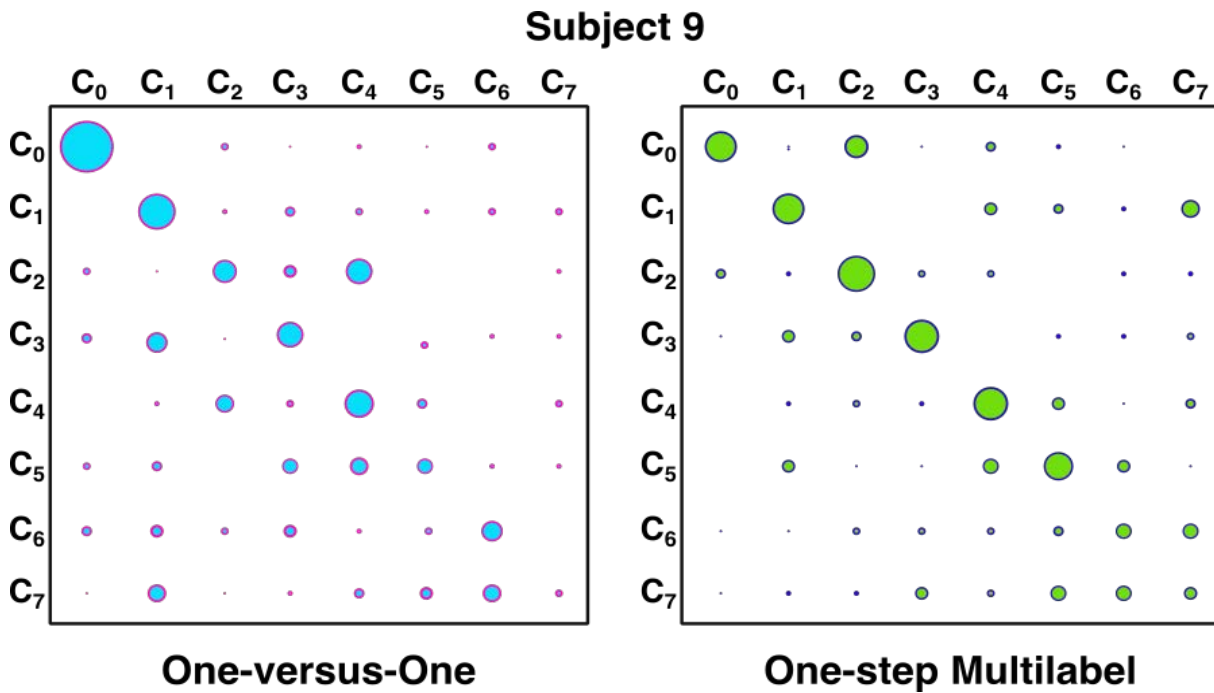 Subject 9
C0 C1 C2 C3 C4 C5 C6 C7
C0
C1
C2
C3
C4
C5
C6
C7
One-versus-One
C0 C1 C2 C3 C4 C5 C6 C7
C0
C1
C2
C3
C4
C5
C6
C7
One-step Multilabel